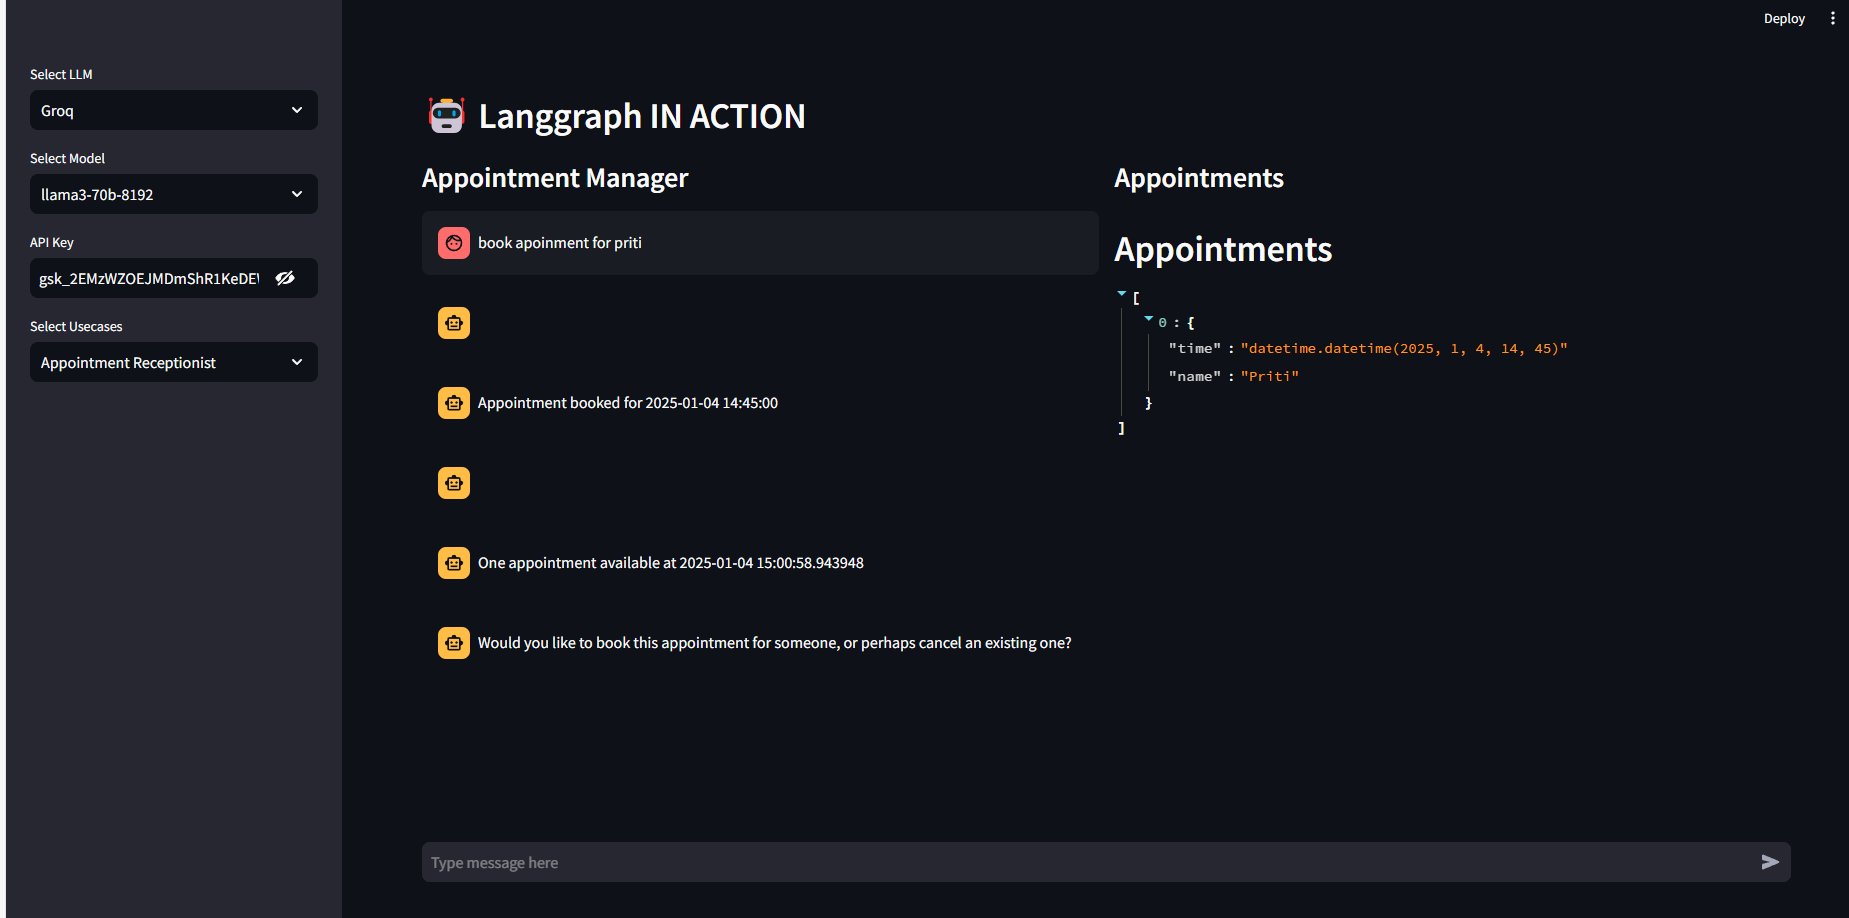 Deploy
Select LLM
Groq
Select Model
llama3-70b-8192
API Key
gsk_2EMzWZOEJMDmShR1KeDE
Select Usecases
Appointment Receptionist
Langgraph IN ACTION
Appointment Manager
book apoinment for priti
Appointment booked for 2025-01-04 14:45:00
One appointment available at 2025-01-04 15:00:58.943948
Would you like to book this appointment for someone, or perhaps cancel an existing one?
Appointments
Appointments
[
0 : {
"time" : "datetime.datetime(2025, 1, 4, 14, 45)"
"name" : "Priti"
}
]
Type message here